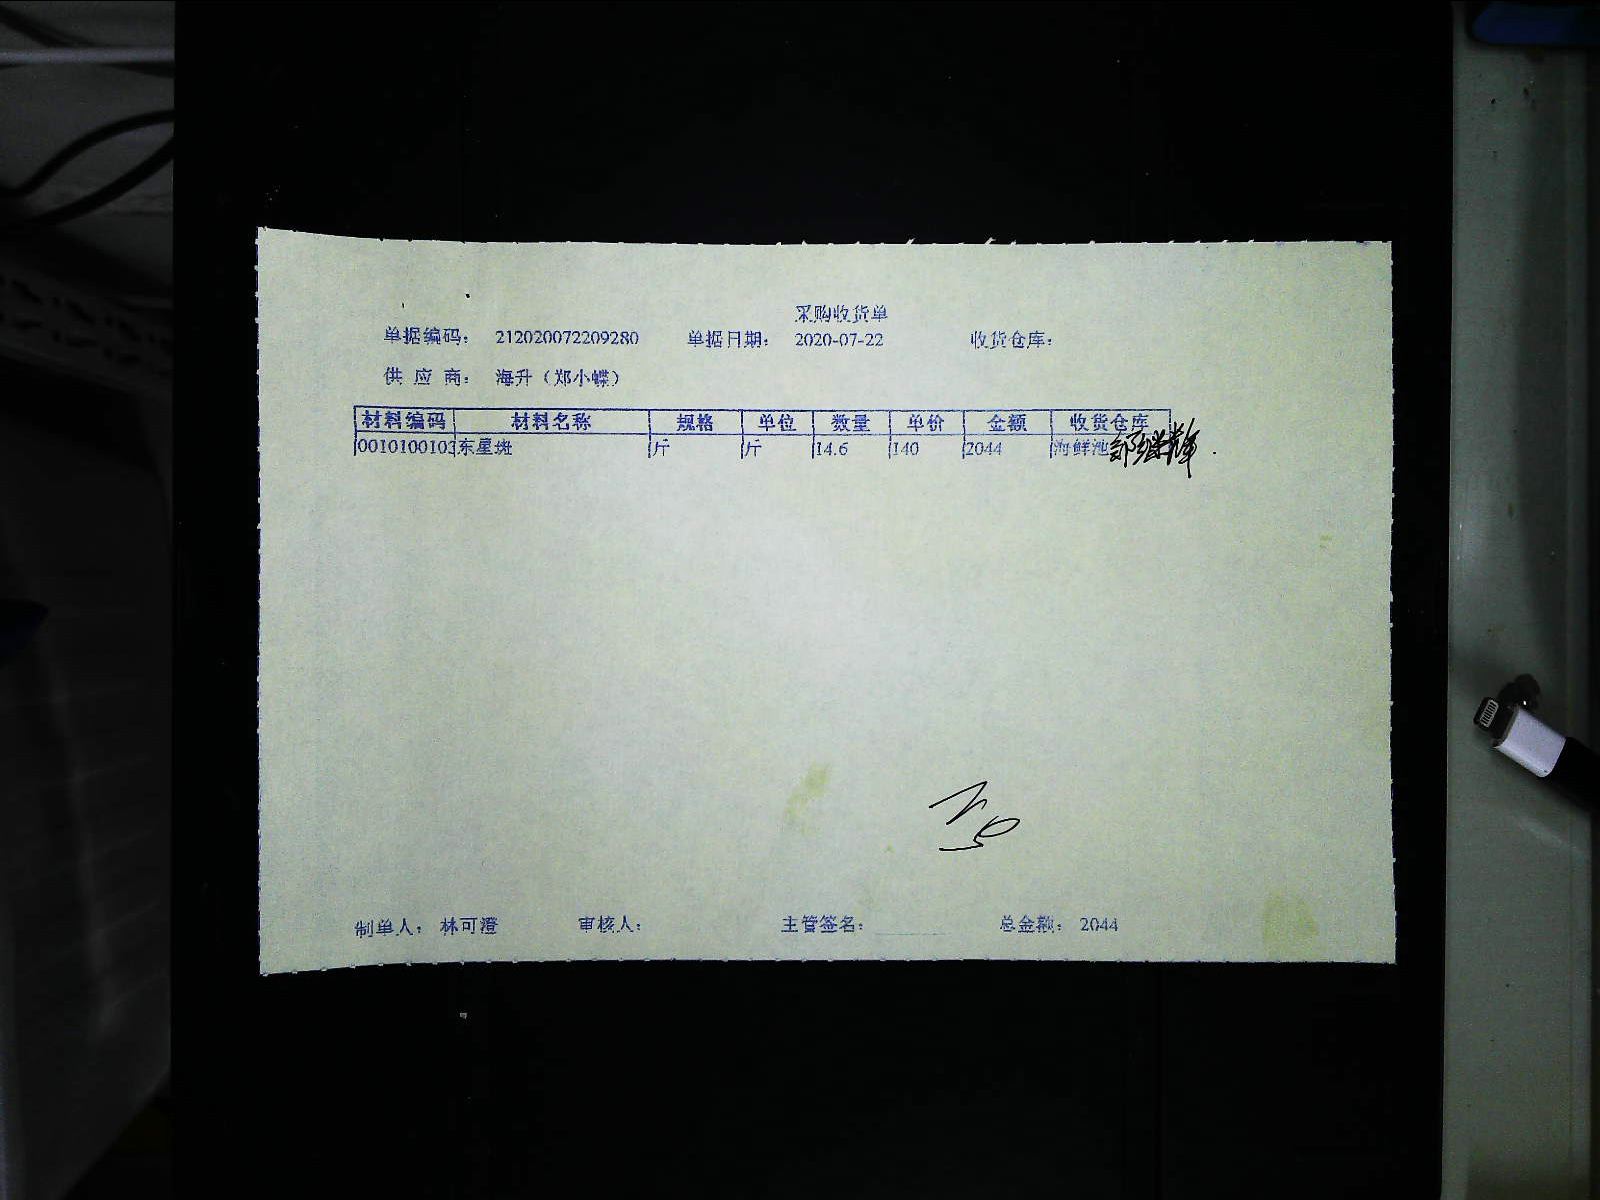 采购收货单
单据编码： 212020072209280 单据日期： 2020-07-22 收货仓库：
供 应 商： 海升（郑小蝶）
材料编码 材料名称 规格 单位 数量 单价 金额 收货仓库
0010100103 东星斑 斤 斤 14.6 140 2044 海鲜池
制单人： 林可澄 审核人： 主管签名： 总金额： 2044